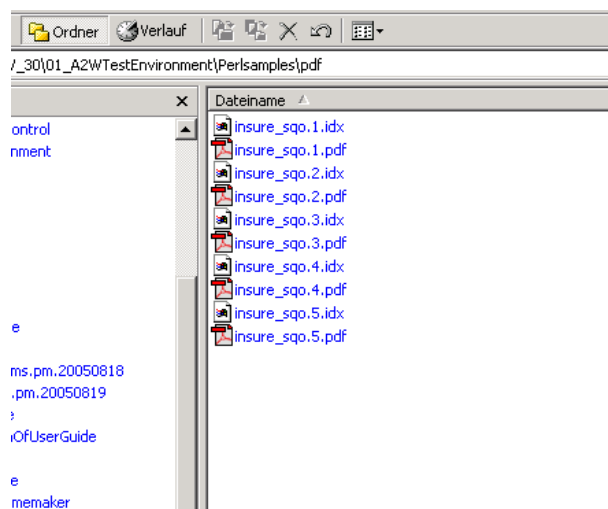 Ordner Verlauf
/_30\01_A2WTestEnvironment\Perlsamples\pdf
Dateiname
ontrol
nment
e
ms.pm.20050818
.pm.20050819
OfUserGuide
e
memaker
insure_sqo.1.idx
insure_sqo.1.pdf
insure_sqo.2.idx
insure_sqo.2.pdf
insure_sqo.3.idx
insure_sqo.3.pdf
insure_sqo.4.idx
insure_sqo.4.pdf
insure_sqo.5.idx
insure_sqo.5.pdf